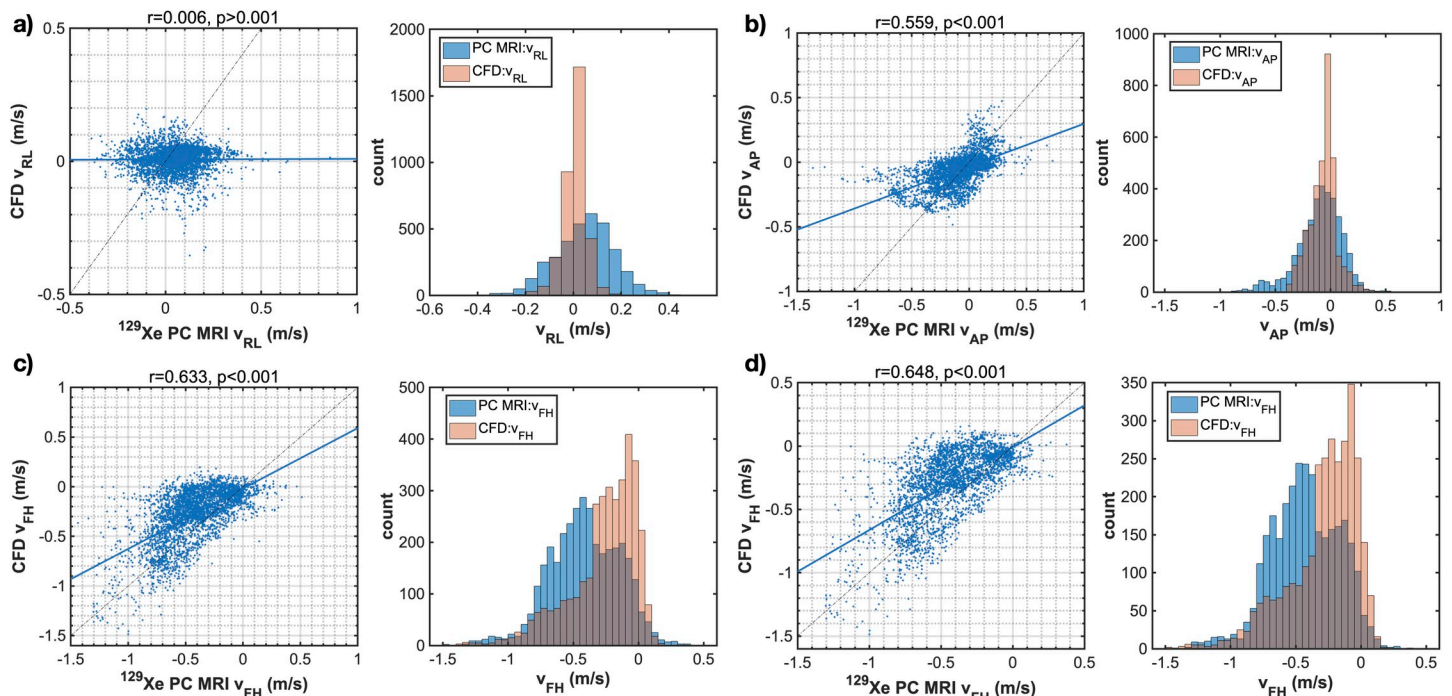 a)
r=0.006, p>0.001
0.5
0
0.5
-0.5
0
0.5
1
CFD v_RL (m/s)
129Xe PC MRI v_RL (m/s)
2000
1500
1000
500
0
-0.6
-0.4
-0.2
0
0.2
0.4
count
v_RL (m/s)
PC MRI:v_RL
CFD:v_RL
b)
r=0.559, p<0.001
1
0.5
0
-0.5
-1
-1.5
-1
-0.5
0
0.5
1
CFD v_AP (m/s)
129Xe PC MRI v_AP (m/s)
1000
800
600
400
200
0
-1.5
-1
-0.5
0
0.5
1
count
v_AP (m/s)
PC MRI:v_AP
CFD:v_AP
c)
r=0.633, p<0.001
1
0.5
0
-0.5
-1
-1.5
-1.5
-1
-0.5
0
0.5
1
CFD v_FH (m/s)
129Xe PC MRI v_FH (m/s)
500
400
300
200
100
0
-1.5
-1
-0.5
0
0.5
count
v_FH (m/s)
PC MRI:v_FH
CFD:v_FH
d)
r=0.648, p<0.001
0.5
0
-0.5
-1
-1.5
-1.5
-1
-0.5
0
0.5
CFD v_FH (m/s)
129Xe PC MRI v_FH (m/s)
350
300
250
200
150
100
50
0
-1.5
-1
-0.5
0
0.5
count
v_FH (m/s)
PC MRI:v_FH
CFD:v_FH